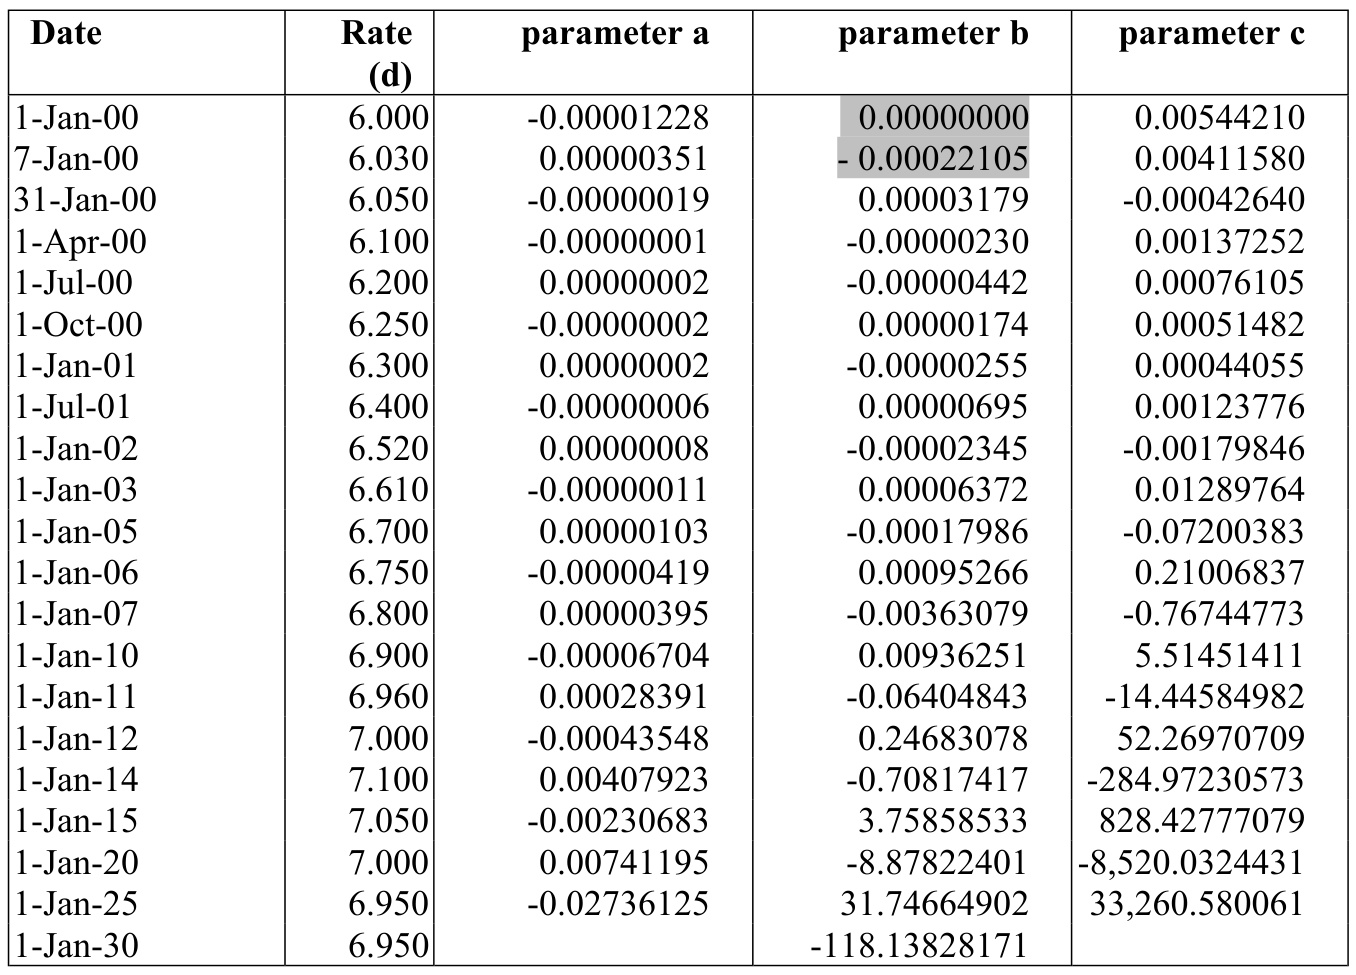 Date Rate (d) parameter a parameter b parameter c
1-Jan-00 6.000 -0.00001228 0.00000000 0.00544210
7-Jan-00 6.030 0.00000351 - 0.00022105 0.00411580
31-Jan-00 6.050 -0.00000019 0.00003179 -0.00042640
1-Apr-00 6.100 -0.00000001 -0.00000230 0.00137252
1-Jul-00 6.200 0.00000002 -0.00000442 0.00076105
1-Oct-00 6.250 -0.00000002 0.00000174 0.00051482
1-Jan-01 6.300 0.00000002 -0.00000255 0.00044055
1-Jul-01 6.400 -0.00000006 0.00000695 0.00123776
1-Jan-02 6.520 0.00000008 -0.00002345 -0.00179846
1-Jan-03 6.610 -0.00000011 0.00006372 0.01289764
1-Jan-05 6.700 0.00000103 -0.00017986 -0.07200383
1-Jan-06 6.750 -0.00000419 0.00095266 0.21006837
1-Jan-07 6.800 0.00000395 -0.00363079 -0.76744773
1-Jan-10 6.900 -0.00006704 0.00936251 5.51451411
1-Jan-11 6.960 0.00028391 -0.06404843 -14.44584982
1-Jan-12 7.000 -0.00043548 0.24683078 52.26970709
1-Jan-14 7.100 0.00407923 -0.70817417 -284.97230573
1-Jan-15 7.050 -0.00230683 3.75858533 828.42777079
1-Jan-20 7.000 0.00741195 -8.87822401 -8,520.0324431
1-Jan-25 6.950 -0.02736125 31.74664902 33,260.580061
1-Jan-30 6.950 -118.13828171